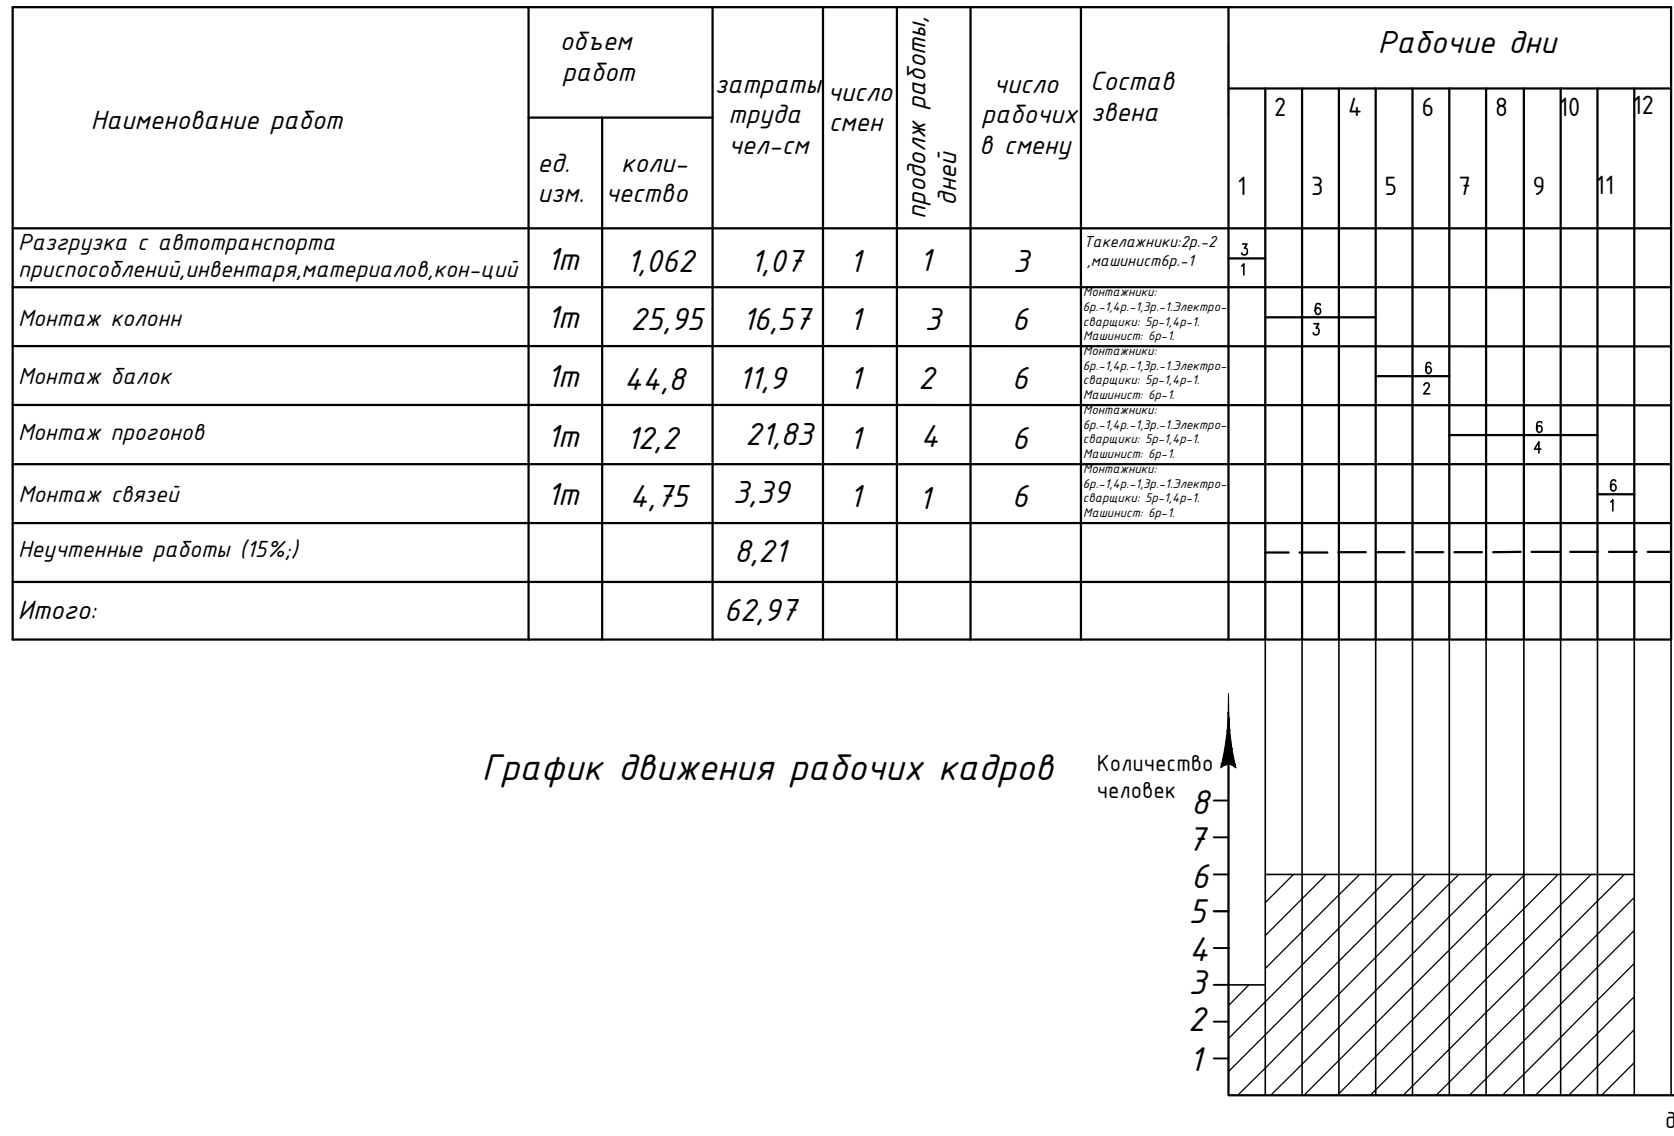 Наименование работ
объем
работ
ед.
изм.
коли-
чество
затраты
труда
чел-см
число
смен
продолж работы,
дней
число
рабочих
в смену
Состав
звена
Рабочие дни
2 4 6 8 10 12
1 3 5 7 9 11
Разгрузка с автотранспорта
приспособлений,инвентаря,материалов,кон-ций
1т 1,062 1,07 1 1 3
Такелажники:2р.-2
,машинист6р.-1
3
1
Монтаж колонн
1т 25,95 16,57 1 3 6
Монтажники:
6р.-1,4р.-1,3р.-1.Электро-
сварщики: 5р-1,4р-1.
Машинист: 6р-1.
6
3
Монтаж балок
1т 44,8 11,9 1 2 6
Монтажники:
6р.-1,4р.-1,3р.-1.Электро-
сварщики: 5р-1,4р-1.
Машинист: 6р-1.
6
2
Монтаж прогонов
1т 12,2 21,83 1 4 6
Монтажники:
6р.-1,4р.-1,3р.-1.Электро-
сварщики: 5р-1,4р-1.
Машинист: 6р-1.
6
4
Монтаж связей
1т 4,75 3,39 1 1 6
Монтажники:
6р.-1,4р.-1,3р.-1.Электро-
сварщики: 5р-1,4р-1.
Машинист: 6р-1.
6
1
Неучтенные работы (15%;)
8,21
Итого:
62,97
График движения рабочих кадров
Количество
человек
8
7
6
5
4
3
2
1